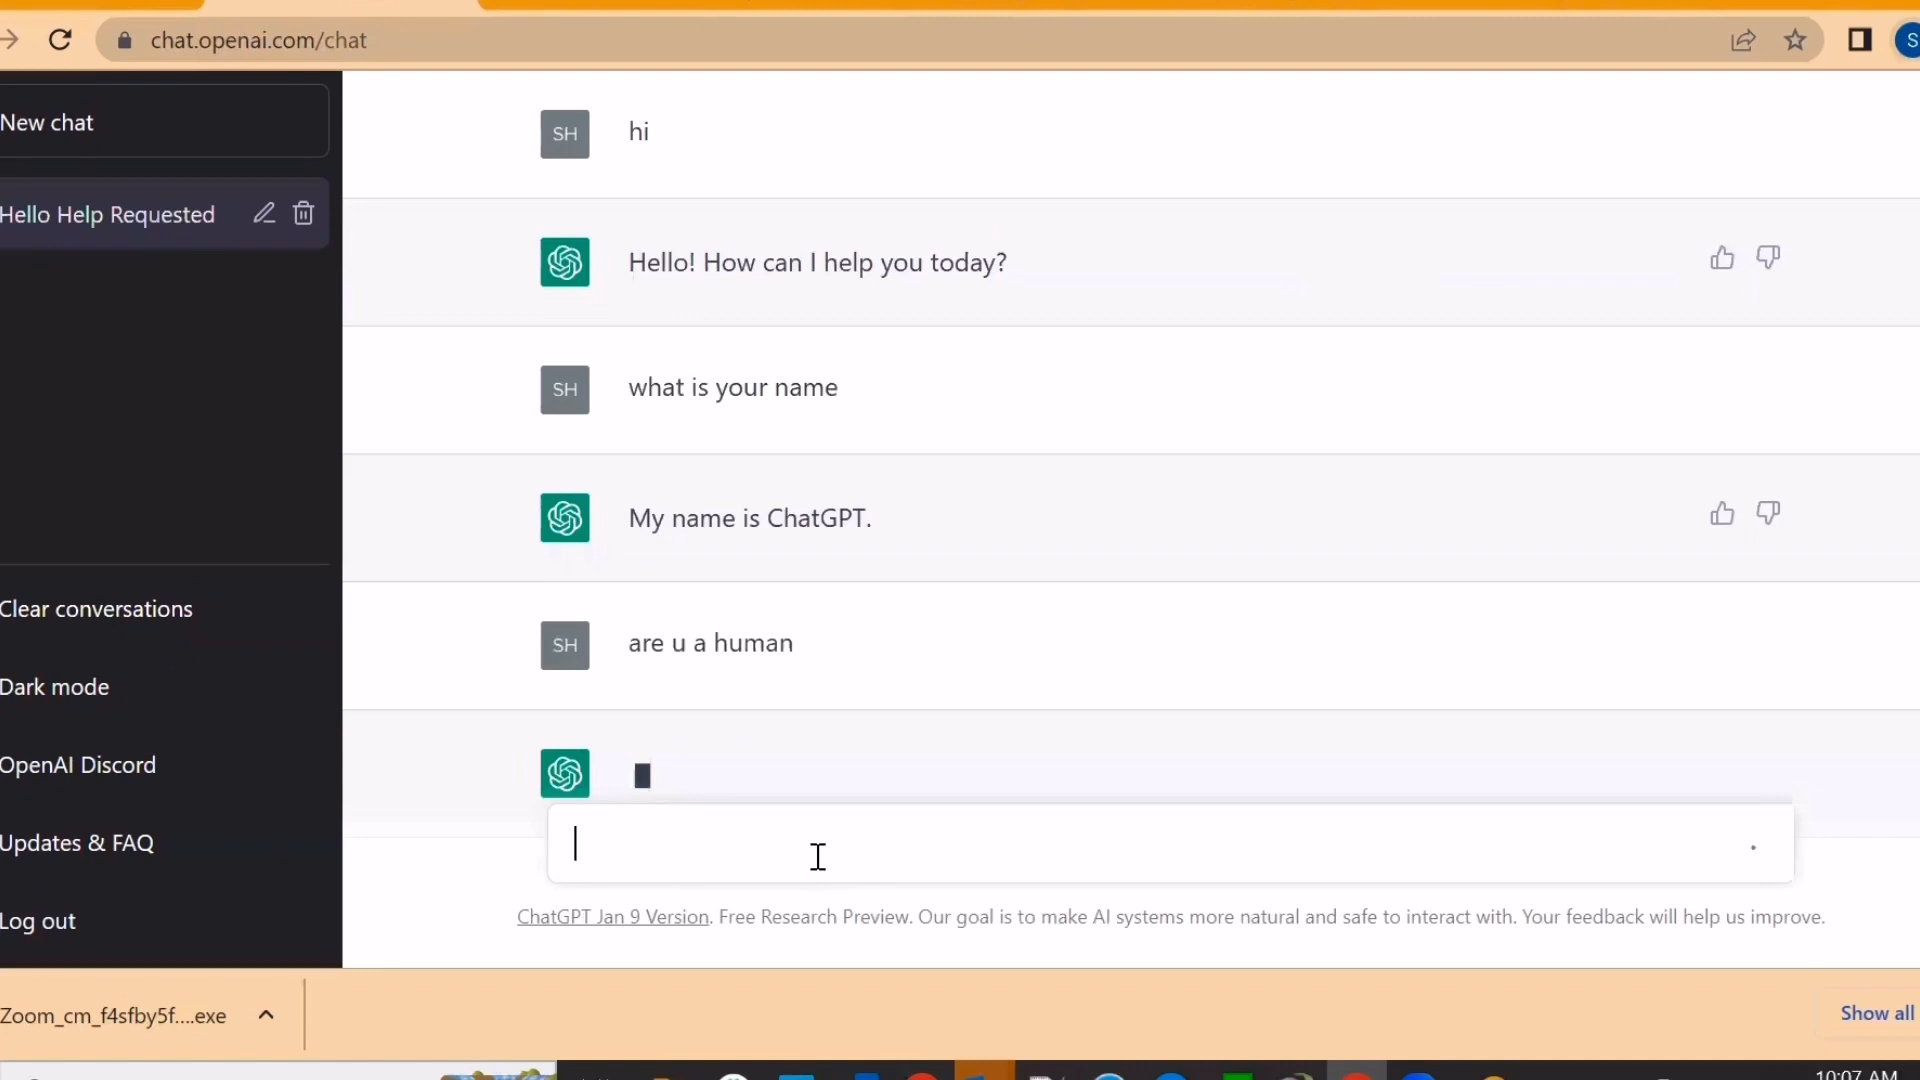 chat.openai.com/chat
S
New chat
Hello Help Requested
Clear conversations
Dark mode
OpenAI Discord
Updates & FAQ
Log out
SH
hi
Hello! How can I help you today?
SH
what is your name
My name is ChatGPT.
SH
are u a human
ChatGPT Jan 9 Version. Free Research Preview. Our goal is to make AI systems more natural and safe to interact with. Your feedback will help us improve.
Zoom_cm_f4sfby5f....exe
Show all
10:07 AM